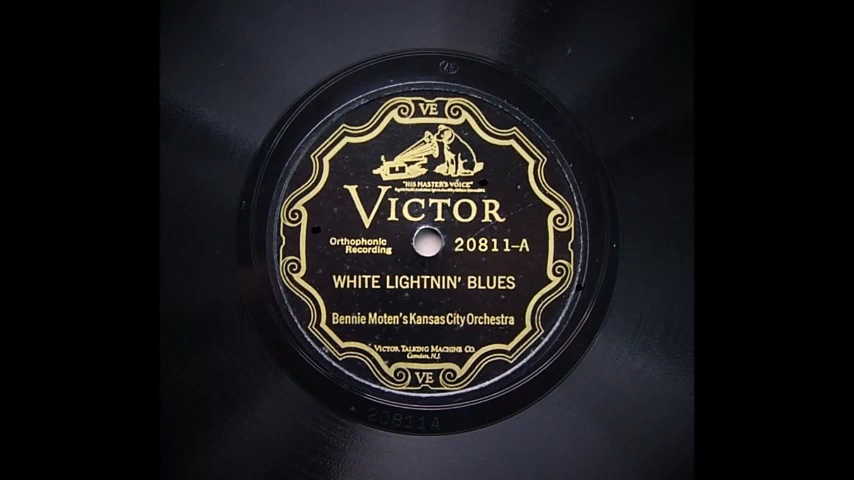 VE
"HIS MASTER'S VOICE"
VICTOR
Orthophonic
Recording
20811-A
WHITE LIGHTNIN' BLUES
Bennie Moten's Kansas City Orchestra
VICTOR TALKING MACHINE CO.
Camden, N.J.
VE
20811A